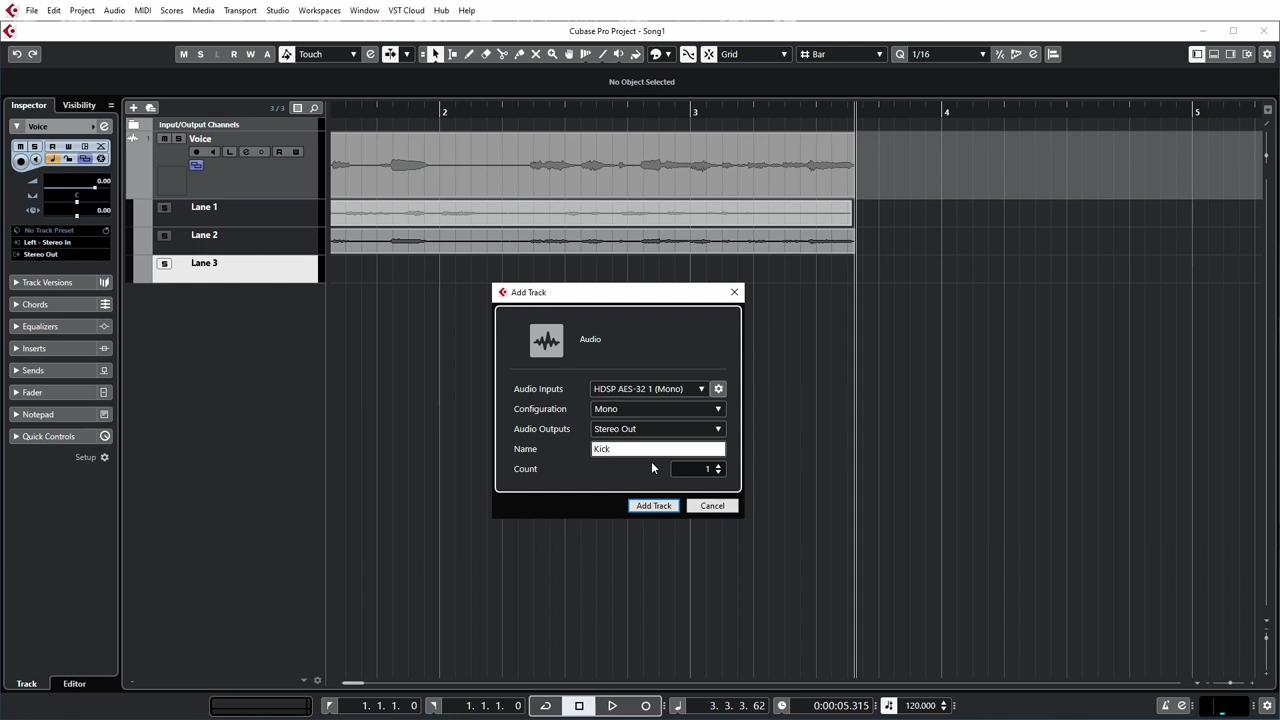 File Edit Project Audio MIDI Scores Media Transport Studio Workspaces Window VST Cloud Hub Help
Cubase Pro Project - Song1
M S L R W A Touch Grid Bar Q 1/16
No Object Selected
Inspector Visibility
3 / 3
2 3 4 5
Input/Output Channels
Voice
1 M S Voice
M S R W
L e R W
0.00
C
0.00
No Track Preset
Left - Stereo In
Stereo Out
S Lane 1
S Lane 2
S Lane 3
Track Versions
Chords
Equalizers
Inserts
Sends
Fader
Notepad
Quick Controls
Setup
Add Track
Audio
Audio Inputs HDSP AES-32 1 (Mono)
Configuration Mono
Audio Outputs Stereo Out
Name Kick
Count 1
Add Track Cancel
Track Editor
1. 1. 1. 0 1. 1. 1. 0 3. 3. 3. 62 0:00:05.315 120.000